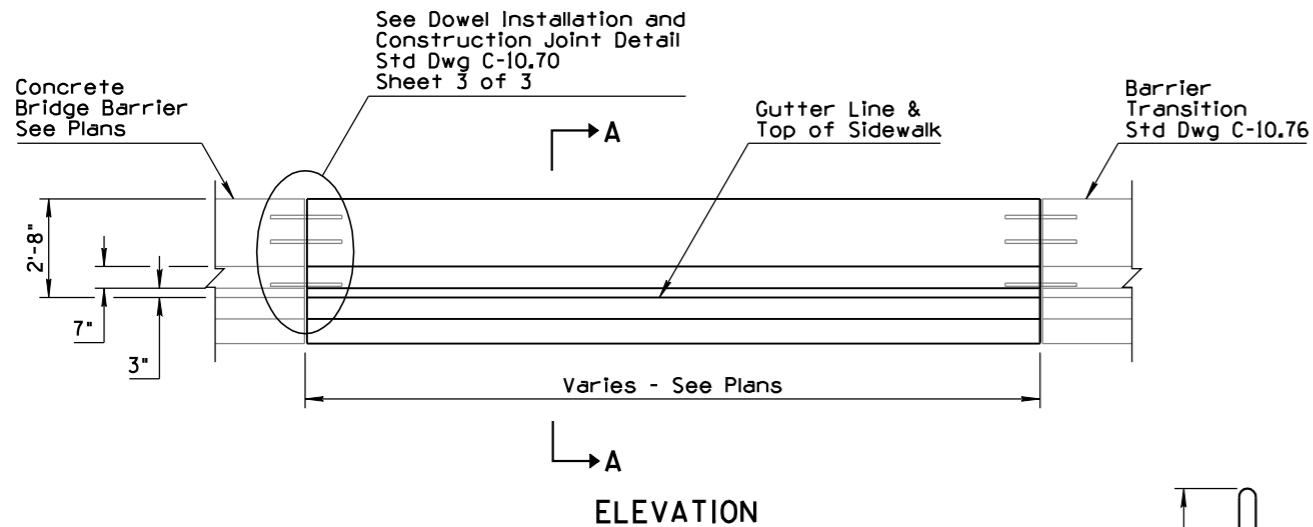 See Dowel Installation and
Construction Joint Detail
Std Dwg C-10.70
Sheet 3 of 3
Concrete
Bridge Barrier
See Plans
Gutter Line &
Top of Sidewalk
Barrier
Transition
Std Dwg C-10.76
A
2'-8"
7"
3"
Varies - See Plans
A
ELEVATION